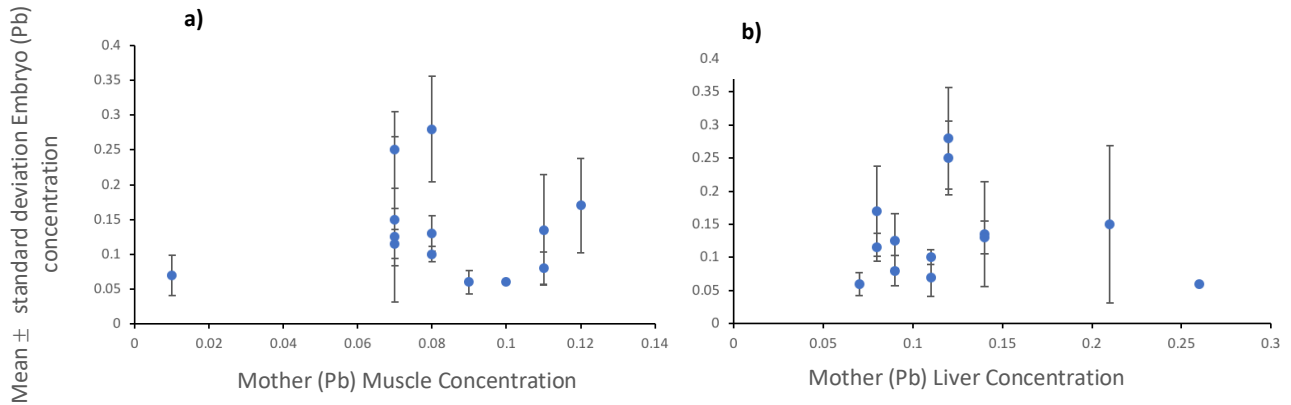 a)
Mean ± standard deviation Embryo (Pb)
concentration
0.4
0.35
0.3
0.25
0.2
0.15
0.1
0.05
0
0 0.02 0.04 0.06 0.08 0.1 0.12 0.14
Mother (Pb) Muscle Concentration
b)
0.4
0.35
0.3
0.25
0.2
0.15
0.1
0.05
0
0 0.05 0.1 0.15 0.2 0.25 0.3
Mother (Pb) Liver Concentration